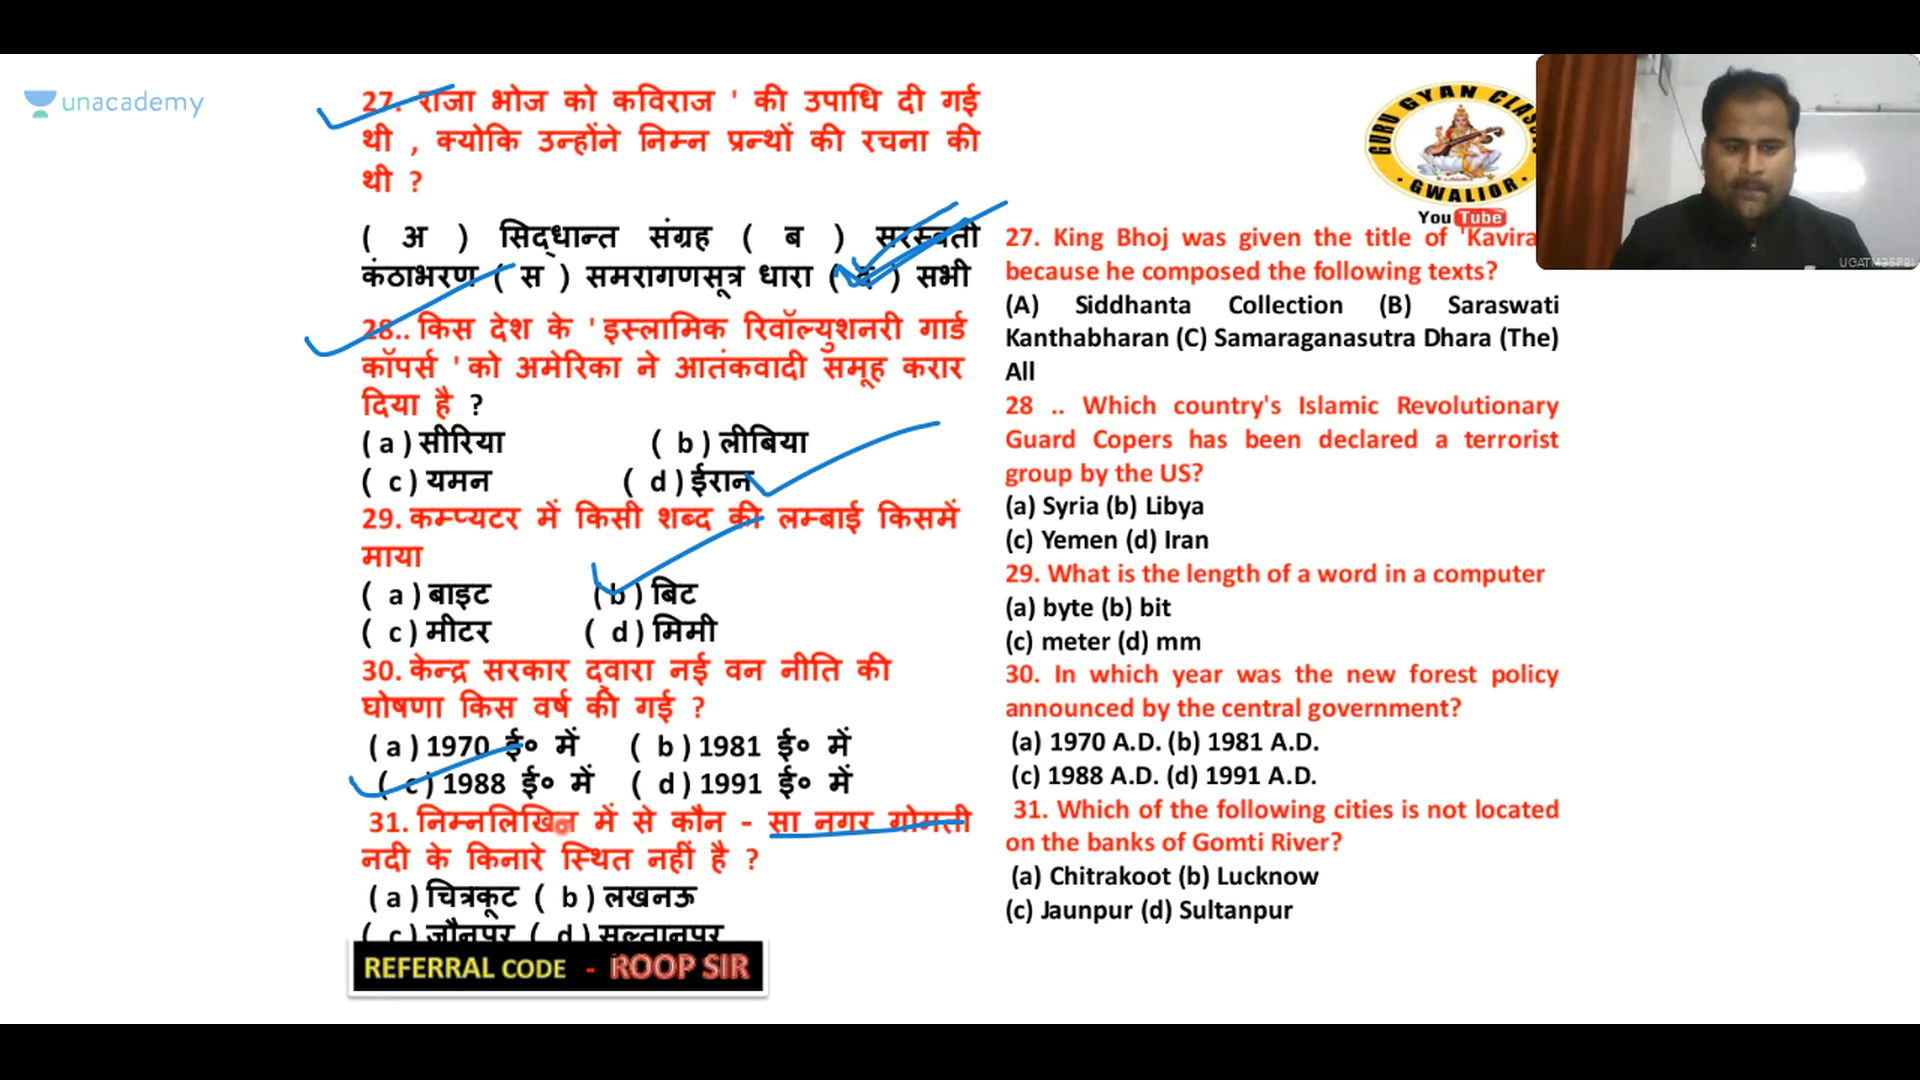 unacademy
27. राजा भोज को कविराज ' की उपाधि दी गई
थी , क्योकि उन्होंने निम्न प्रन्थों की रचना की
थी ?
( अ ) सिद्धान्त संग्रह ( ब ) सरस्वती
कंठाभरण ( स ) समरागणसूत्र धारा ( द ) सभी
28.. किस देश के ' इस्लामिक रिवॉल्युशनरी गार्ड
कॉपर्स ' को अमेरिका ने आतंकवादी समूह करार
दिया है ?
( a ) सीरिया ( b ) लीबिया
( c ) यमन ( d ) ईरान
29. कम्प्यटर में किसी शब्द की लम्बाई किसमें
माया
( a ) बाइट ( b ) बिट
( c ) मीटर ( d ) मिमी
30. केन्द्र सरकार द्वारा नई वन नीति की
घोषणा किस वर्ष की गई ?
( a ) 1970 ई० में ( b ) 1981 ई० में
( c ) 1988 ई० में ( d ) 1991 ई० में
31. निम्नलिखित में से कौन - सा नगर गोमती
नदी के किनारे स्थित नहीं है ?
( a ) चित्रकूट ( b ) लखनऊ
( c ) जौनपुर ( d ) सुल्तानपुर
REFERRAL CODE - ROOP SIR
GURU GYAN
GWALIOR
You Tube
27. King Bhoj was given the title of
because he composed the following texts?
(A) Siddhanta Collection (B) Saraswati
Kanthabharan (C) Samaraganasutra Dhara (The)
All
28 .. Which country's Islamic Revolutionary
Guard Copers has been declared a terrorist
group by the US?
(a) Syria (b) Libya
(c) Yemen (d) Iran
29. What is the length of a word in a computer
(a) byte (b) bit
(c) meter (d) mm
30. In which year was the new forest policy
announced by the central government?
(a) 1970 A.D. (b) 1981 A.D.
(c) 1988 A.D. (d) 1991 A.D.
31. Which of the following cities is not located
on the banks of Gomti River?
(a) Chitrakoot (b) Lucknow
(c) Jaunpur (d) Sultanpur